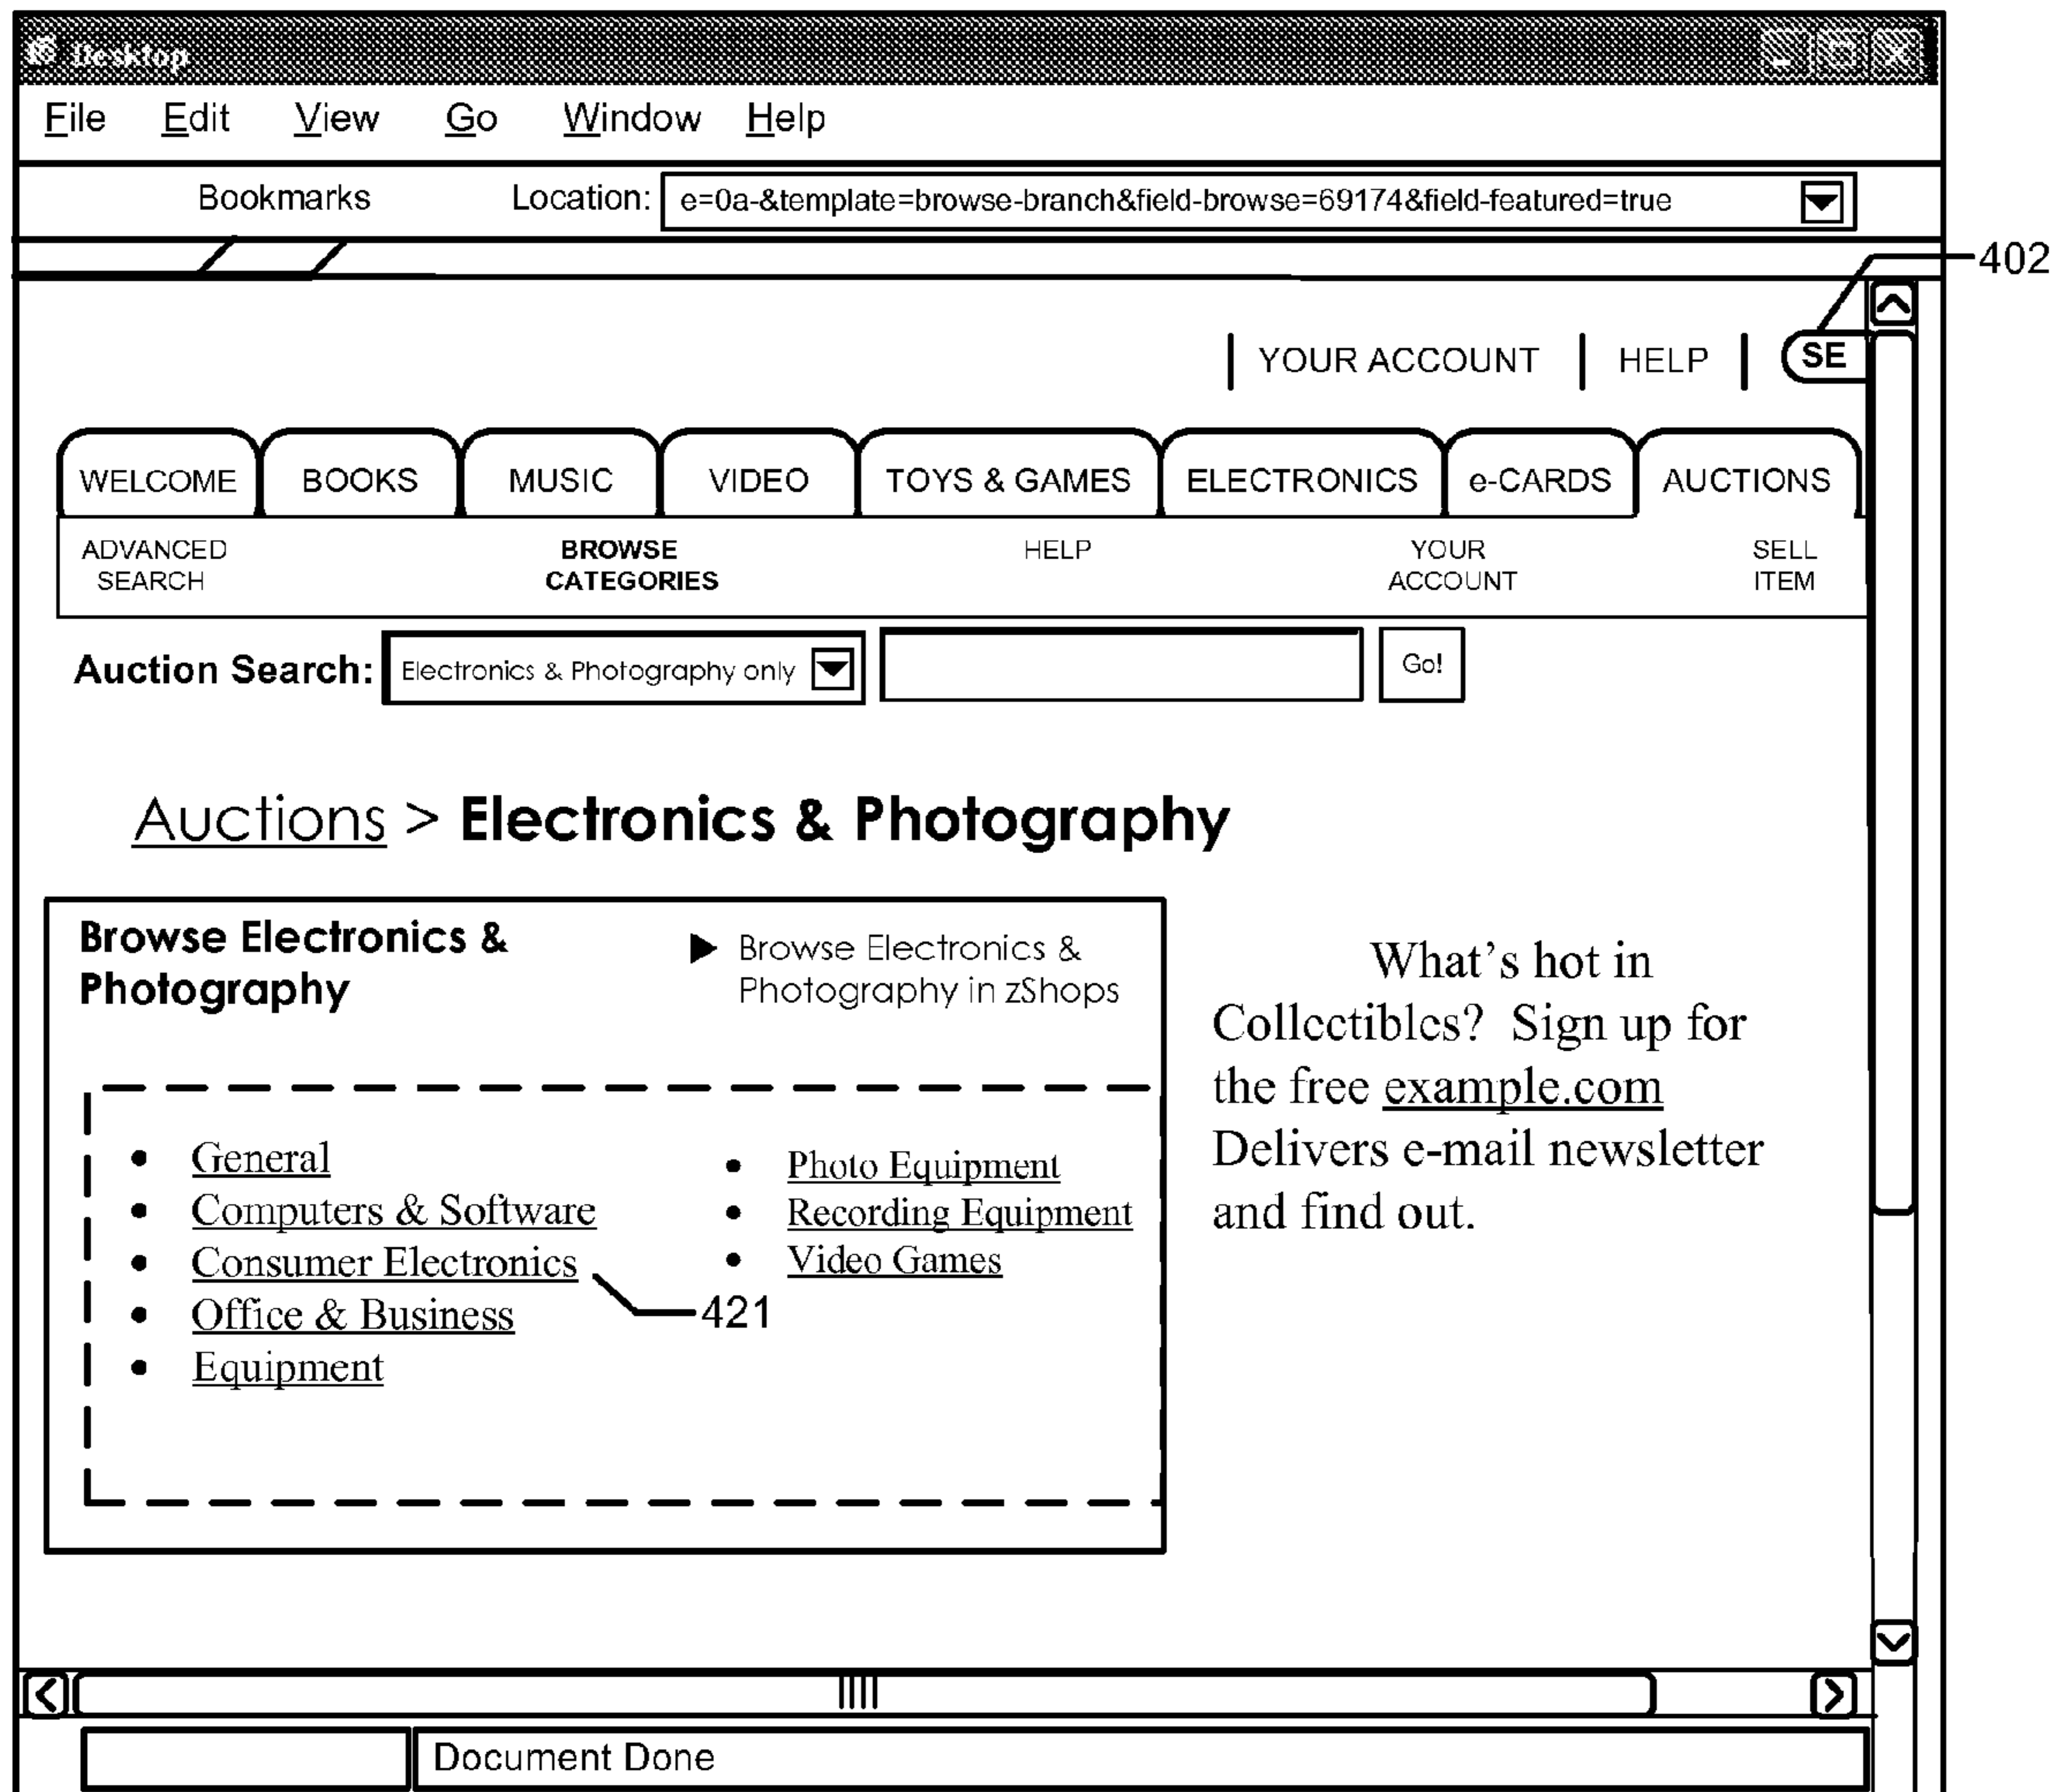 Desktop
File Edit View Go Window Help
Bookmarks Location: e=0a-&template=browse-branch&field-browse=69174&field-featured=true
402
YOUR ACCOUNT HELP SE
WELCOME BOOKS MUSIC VIDEO TOYS & GAMES ELECTRONICS e-CARDS AUCTIONS
ADVANCED SEARCH BROWSE CATEGORIES HELP YOUR ACCOUNT SELL ITEM
Auction Search: Electronics & Photography only Go!
Auctions > Electronics & Photography
Browse Electronics &
Photography
Browse Electronics &
Photography in zShops
General
Computers & Software
Consumer Electronics
421
Office & Business
Equipment
Photo Equipment
Recording Equipment
Video Games
What's hot in
Collectibles? Sign up for
the free example.com
Delivers e-mail newsletter
and find out.
Document Done